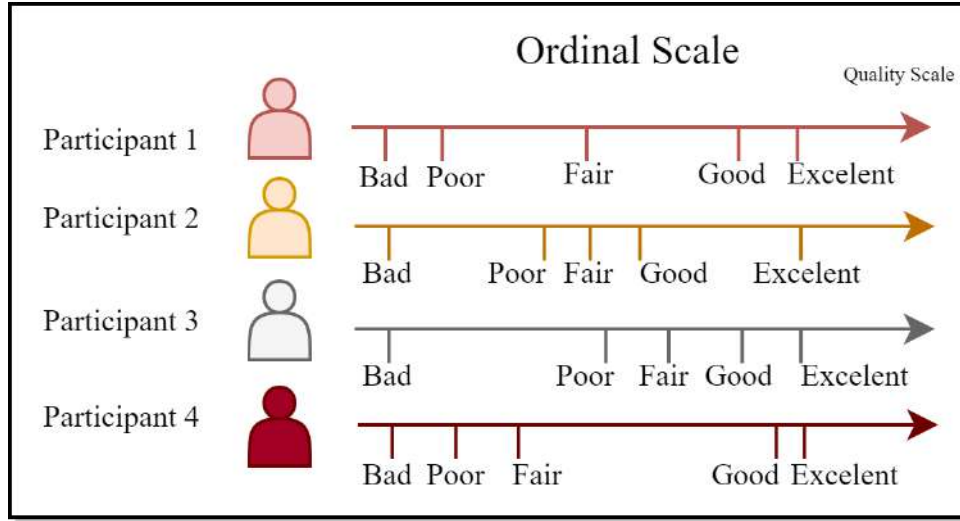 Ordinal Scale
Quality Scale
Participant 1
Bad Poor Fair Good Excelent
Participant 2
Bad Poor Fair Good Excelent
Participant 3
Bad Poor Fair Good Excelent
Participant 4
Bad Poor Fair Good Excelent